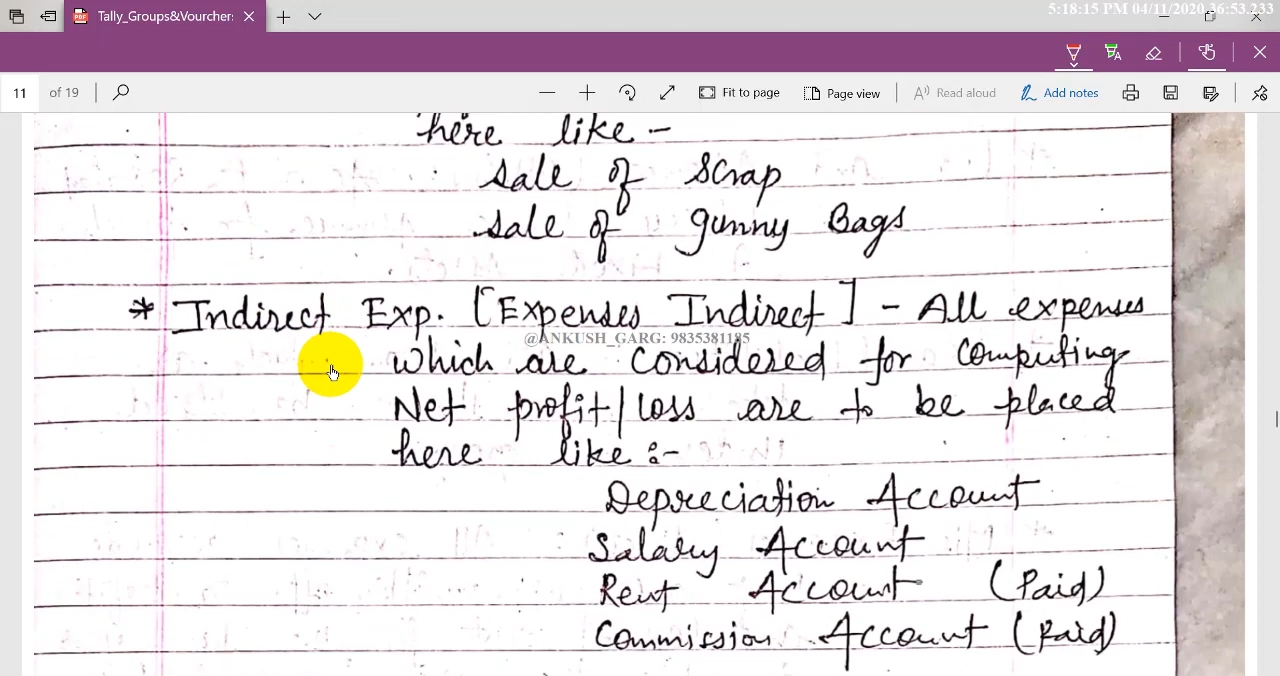 Tally_Groups&Vourcher:
5:18:15 PM 04/11/2020 36:53.233
11 of 19
Fit to page
Page view
Read aloud
Add notes
here like -
sale of scrap
sale of gunny Bags
* Indirect Exp. [Expenses Indirect] - All expenses
@ANKUSH_GARG: 9835381185
which are considered for computing
Net profit/loss are to be placed
here like :-
Depreciation Account
Salary Account
Rent Account (Paid)
Commission Account (Paid)